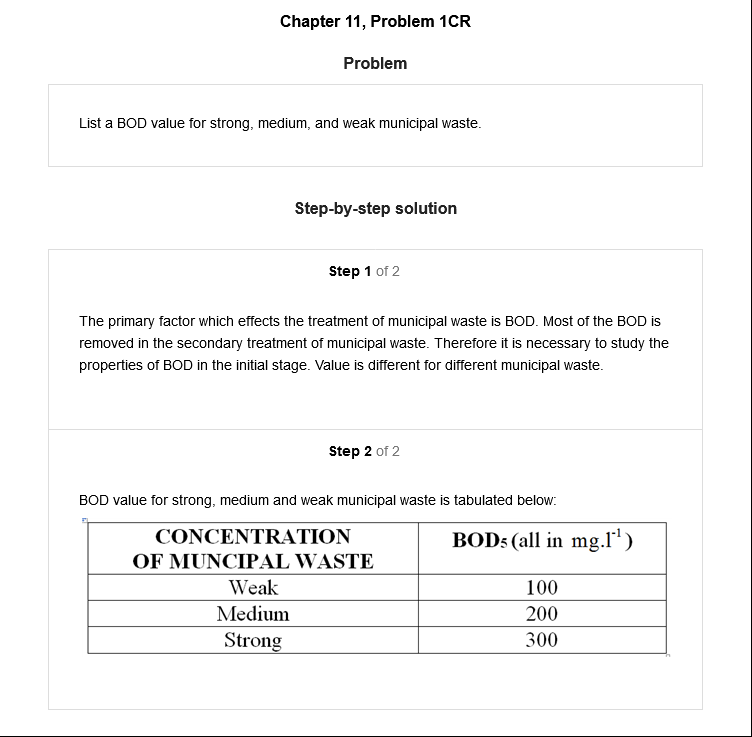 Chapter 11, Problem 1CR
Problem
List a BOD value for strong, medium, and weak municipal waste.
Step-by-step solution
Step 1 of 2
The primary factor which effects the treatment of municipal waste is BOD. Most of the BOD is
removed in the secondary treatment of municipal waste. Therefore it is necessary to study the
properties of BOD in the initial stage. Value is different for different municipal waste.
Step 2 of 2
BOD value for strong, medium and weak municipal waste is tabulated below:
CONCENTRATION
OF MUNCIPAL WASTE
BOD₅ (all in mg.l⁻¹)
Weak 100
Medium 200
Strong 300